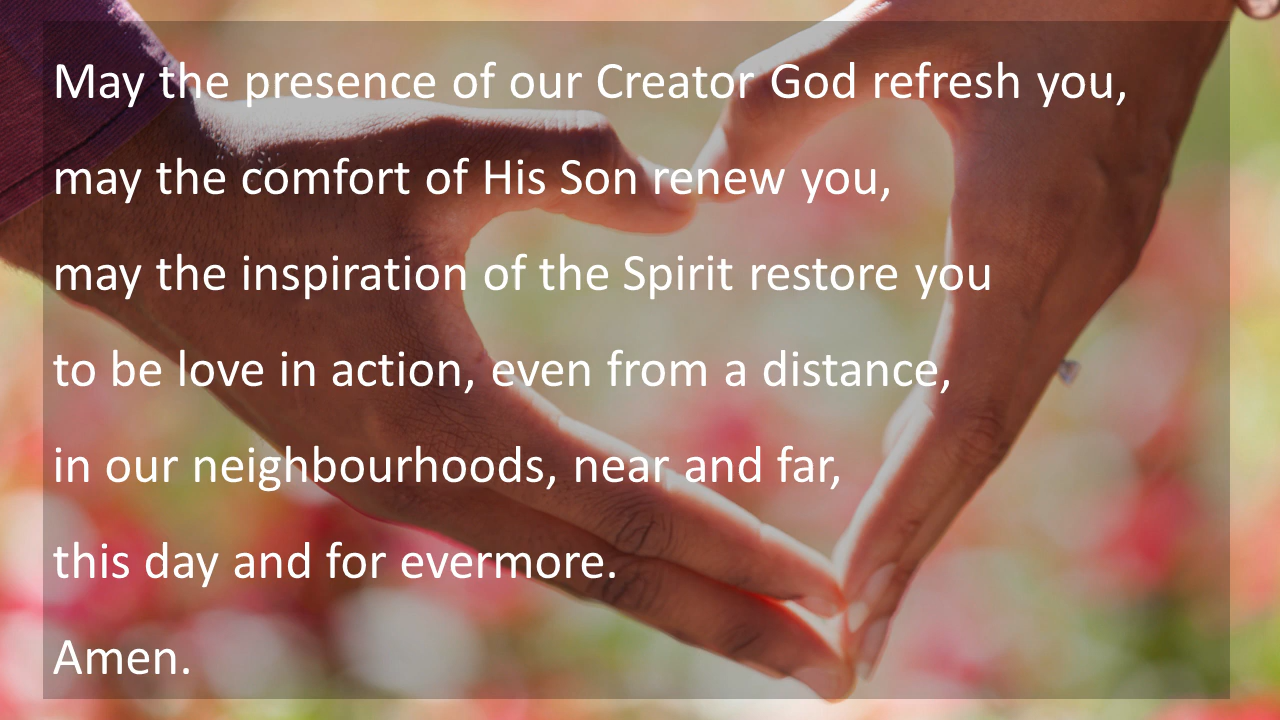 May the presence of our Creator God refresh you,
may the comfort of His Son renew you,
may the inspiration of the Spirit restore you
to be love in action, even from a distance,
in our neighbourhoods, near and far,
this day and for evermore.
Amen.